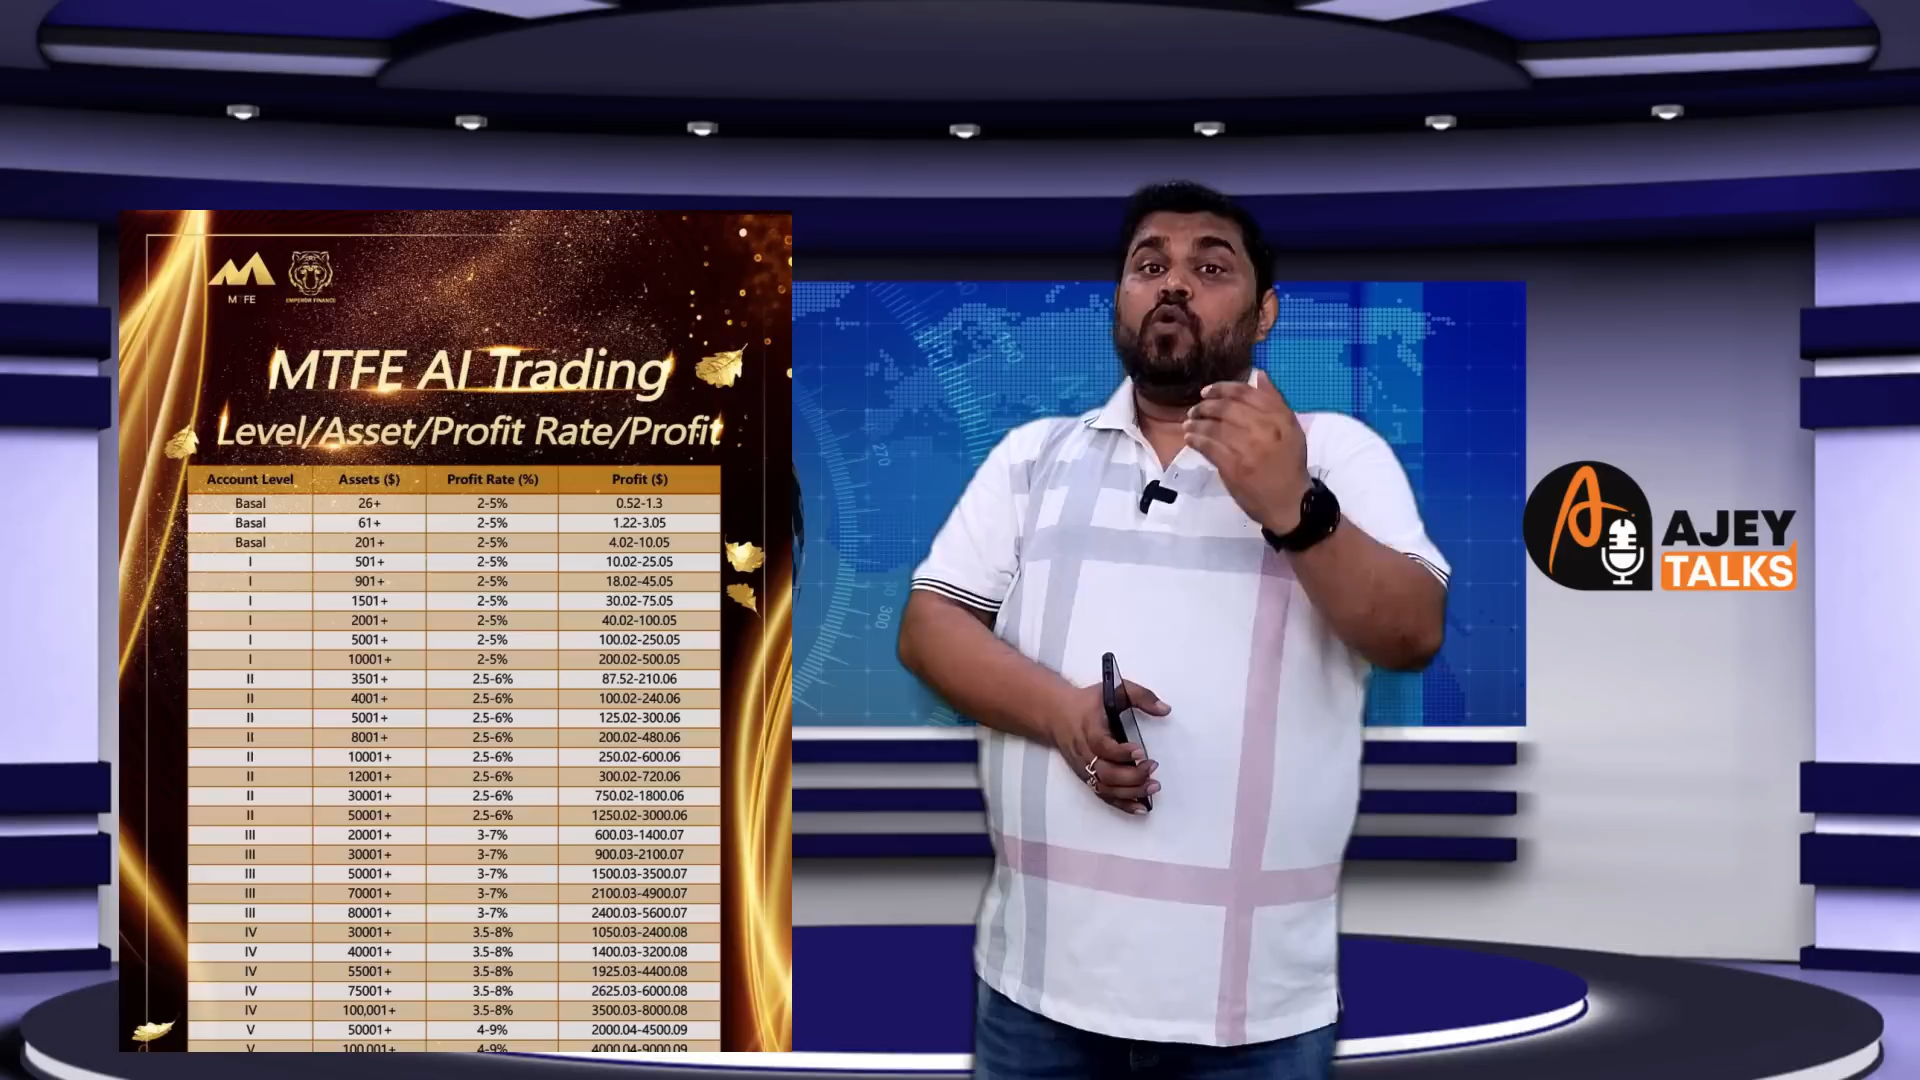 M FE
EMPEROR FINANCE
MTFE AI Trading
Level/Asset/Profit Rate/Profit
Account Level Assets ($) Profit Rate (%) Profit ($)
Basal 26+ 2-5% 0.52-1.3
Basal 61+ 2-5% 1.22-3.05
Basal 201+ 2-5% 4.02-10.05
I 501+ 2-5% 10.02-25.05
I 901+ 2-5% 18.02-45.05
I 1501+ 2-5% 30.02-75.05
I 2001+ 2-5% 40.02-100.05
I 5001+ 2-5% 100.02-250.05
I 10001+ 2-5% 200.02-500.05
II 3501+ 2.5-6% 87.52-210.06
II 4001+ 2.5-6% 100.02-240.06
II 5001+ 2.5-6% 125.02-300.06
II 8001+ 2.5-6% 200.02-480.06
II 10001+ 2.5-6% 250.02-600.06
II 12001+ 2.5-6% 300.02-720.06
II 30001+ 2.5-6% 750.02-1800.06
II 50001+ 2.5-6% 1250.02-3000.06
III 20001+ 3-7% 600.03-1400.07
III 30001+ 3-7% 900.03-2100.07
III 50001+ 3-7% 1500.03-3500.07
III 70001+ 3-7% 2100.03-4900.07
III 80001+ 3-7% 2400.03-5600.07
IV 30001+ 3.5-8% 1050.03-2400.08
IV 40001+ 3.5-8% 1400.03-3200.08
IV 55001+ 3.5-8% 1925.03-4400.08
IV 75001+ 3.5-8% 2625.03-6000.08
IV 100,001+ 3.5-8% 3500.03-8000.08
V 50001+ 4-9% 2000.04-4500.09
V 100,001+ 4-9% 4000.04-9000.09
270
300
AJEY
TALKS